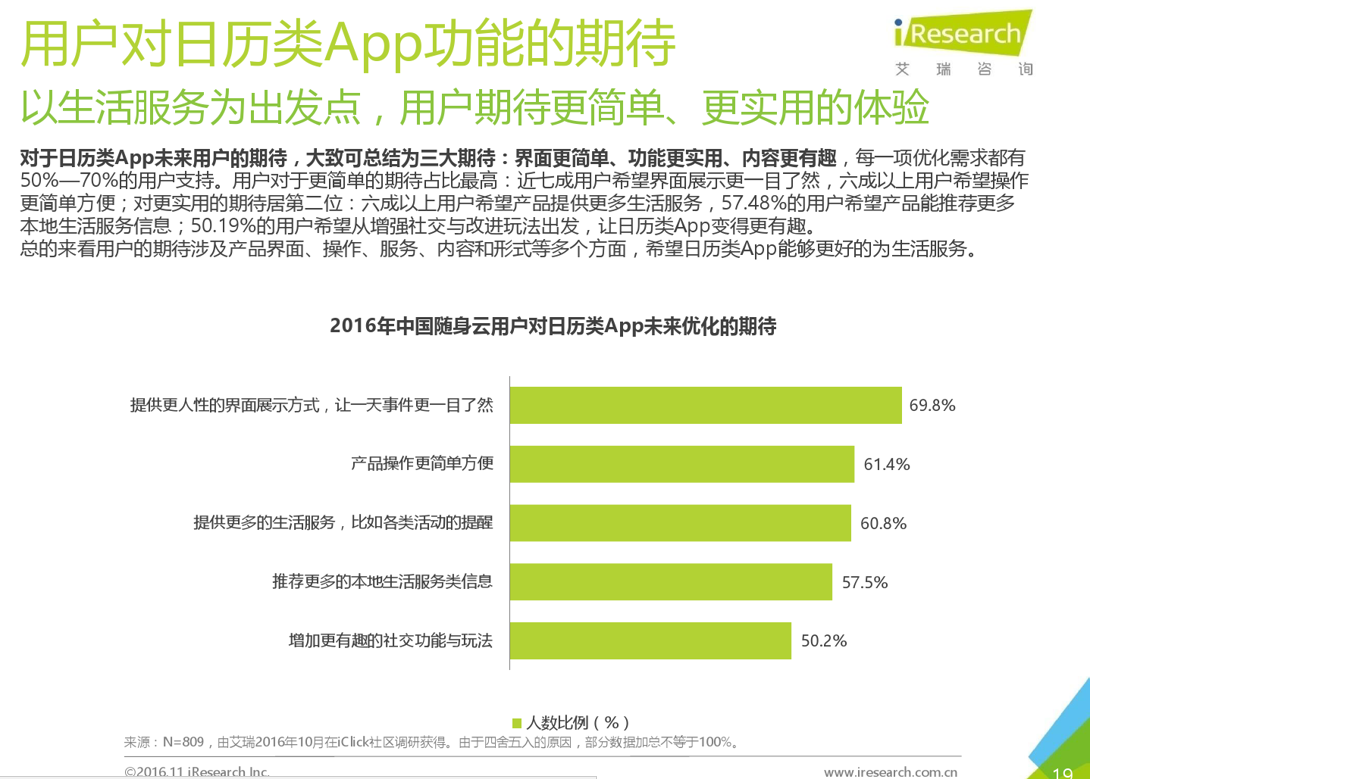 用户对日历类App功能的期待
iResearch
艾瑞咨询
以生活服务为出发点，用户期待更简单、更实用的体验
对于日历类App未来用户的期待，大致可总结为三大期待：界面更简单、功能更实用、内容更有趣，每一项优化需求都有
50%—70%的用户支持。用户对于更简单的期待占比最高：近七成用户希望界面展示更一目了然，六成以上用户希望操作
更简单方便；对更实用的期待居第二位：六成以上用户希望产品提供更多生活服务，57.48%的用户希望产品能推荐更多
本地生活服务信息；50.19%的用户希望从增强社交与改进玩法出发，让日历类App变得更有趣。
总的来看用户的期待涉及产品界面、操作、服务、内容和形式等多个方面，希望日历类App能够更好的为生活服务。
2016年中国随身云用户对日历类App未来优化的期待
提供更人性的界面展示方式，让一天事件更一目了然 69.8%
产品操作更简单方便 61.4%
提供更多的生活服务，比如各类活动的提醒 60.8%
推荐更多的本地生活服务类信息 57.5%
增加更有趣的社交功能与玩法 50.2%
人数比例（%）
来源：N=809，由艾瑞2016年10月在iClick社区调研获得。由于四舍五入的原因，部分数据加总不等于100%。
©2016.11 iResearch Inc. www.iresearch.com.cn 19